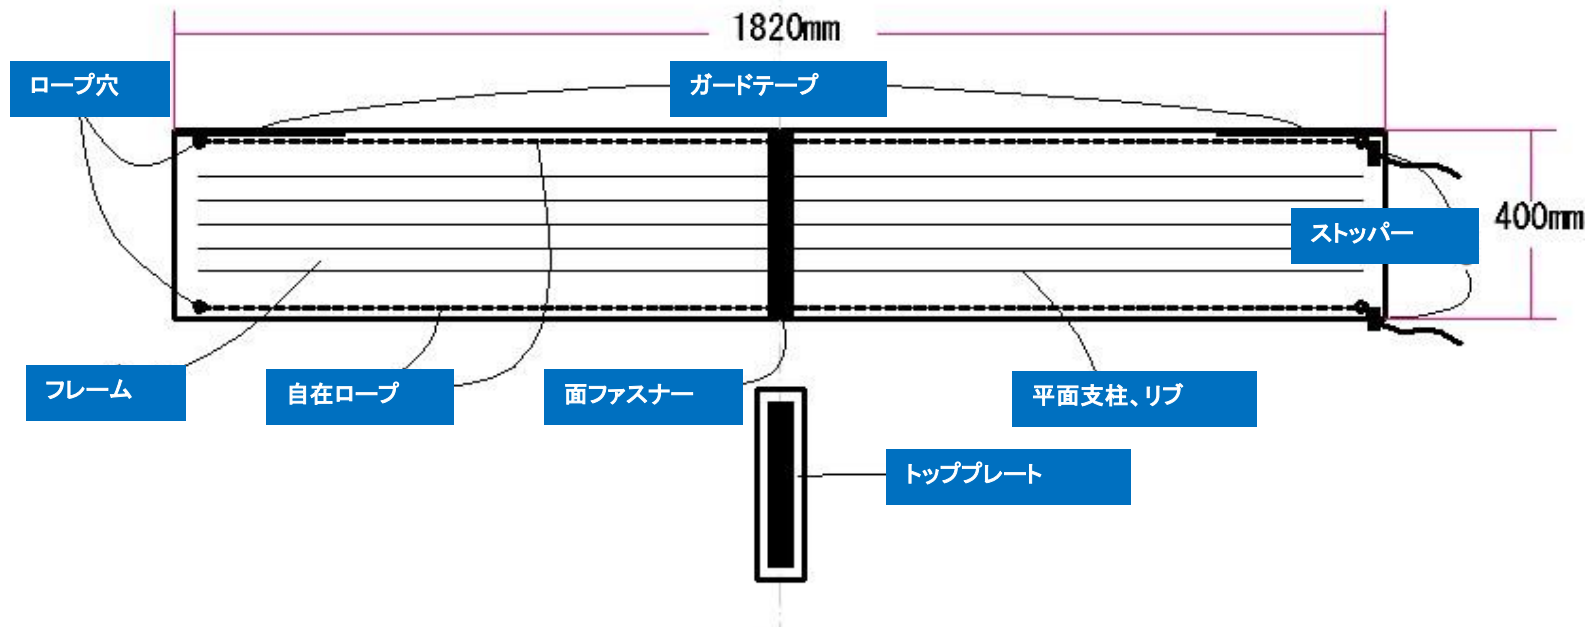 1820mm
ロープ穴
ガードテープ
400mm
ストッパー
フレーム
自在ロープ
面ファスナー
平面支柱、リブ
トッププレート